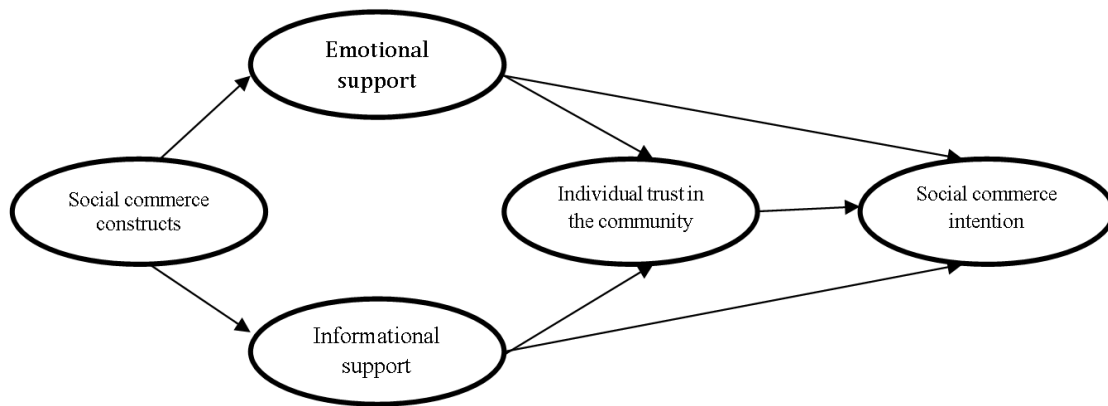 Emotional
support
Social commerce
constructs
Individual trust in
the community
Social commerce
intention
Informational
support